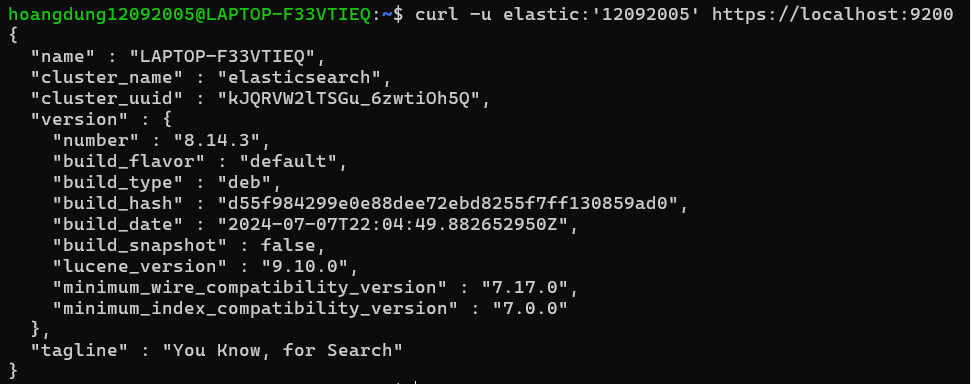 hoangdung12092005@LAPTOP-F33VTIEQ:~$ curl -u elastic:'12092005' https://localhost:9200
{
  "name" : "LAPTOP-F33VTIEQ",
  "cluster_name" : "elasticsearch",
  "cluster_uuid" : "kJQRVW2lTSGu_6zwtiOh5Q",
  "version" : {
    "number" : "8.14.3",
    "build_flavor" : "default",
    "build_type" : "deb",
    "build_hash" : "d55f984299e0e88dee72ebd8255f7ff130859ad0",
    "build_date" : "2024-07-07T22:04:49.882652950Z",
    "build_snapshot" : false,
    "lucene_version" : "9.10.0",
    "minimum_wire_compatibility_version" : "7.17.0",
    "minimum_index_compatibility_version" : "7.0.0"
  },
  "tagline" : "You Know, for Search"
}